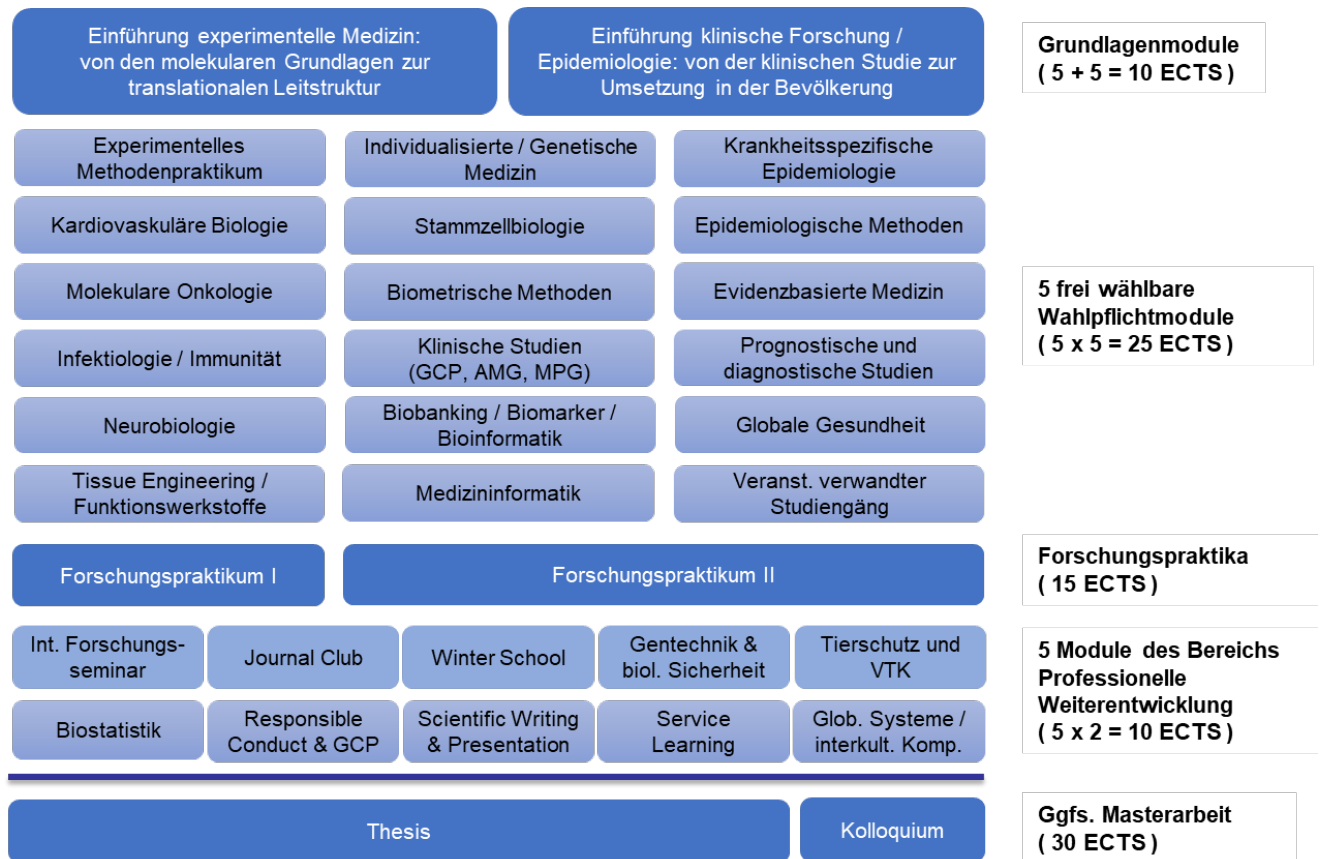 Einführung experimentelle Medizin:
von den molekularen Grundlagen zur
translationalen Leitstruktur
Einführung klinische Forschung /
Epidemiologie: von der klinischen Studie zur
Umsetzung in der Bevölkerung
Grundlagenmodule
( 5 + 5 = 10 ECTS )
Experimentelles
Methodenpraktikum
Individualisierte / Genetische
Medizin
Krankheitsspezifische
Epidemiologie
Kardiovaskuläre Biologie
Stammzellbiologie
Epidemiologische Methoden
Molekulare Onkologie
Biometrische Methoden
Evidenzbasierte Medizin
5 frei wählbare
Wahlpflichtmodule
( 5 x 5 = 25 ECTS )
Infektiologie / Immunität
Klinische Studien
(GCP, AMG, MPG)
Prognostische und
diagnostische Studien
Neurobiologie
Biobanking / Biomarker /
Bioinformatik
Globale Gesundheit
Tissue Engineering /
Funktionswerkstoffe
Medizininformatik
Veranst. verwandter
Studiengäng
Forschungspraktikum I
Forschungspraktikum II
Forschungspraktika
( 15 ECTS )
Int. Forschungs-
seminar
Journal Club
Winter School
Gentechnik &
biol. Sicherheit
Tierschutz und
VTK
5 Module des Bereichs
Professionelle
Weiterentwicklung
( 5 x 2 = 10 ECTS )
Biostatistik
Responsible
Conduct & GCP
Scientific Writing
& Presentation
Service
Learning
Glob. Systeme /
interkult. Komp.
Thesis
Kolloquium
Ggfs. Masterarbeit
( 30 ECTS )